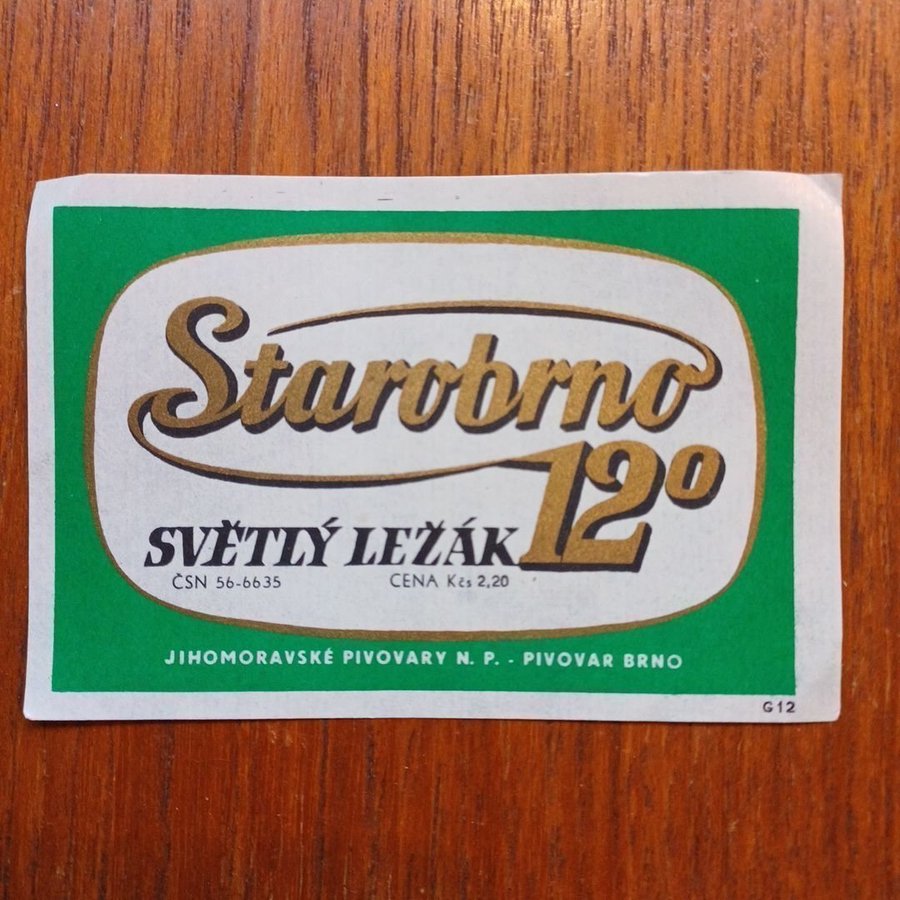 Starobrno
12°
SVĚTLÝ LEŽÁK
ČSN 56-6635 CENA Kčs 2,20
JIHOMORAVSKÉ PIVOVARY N. P. - PIVOVAR BRNO
G12